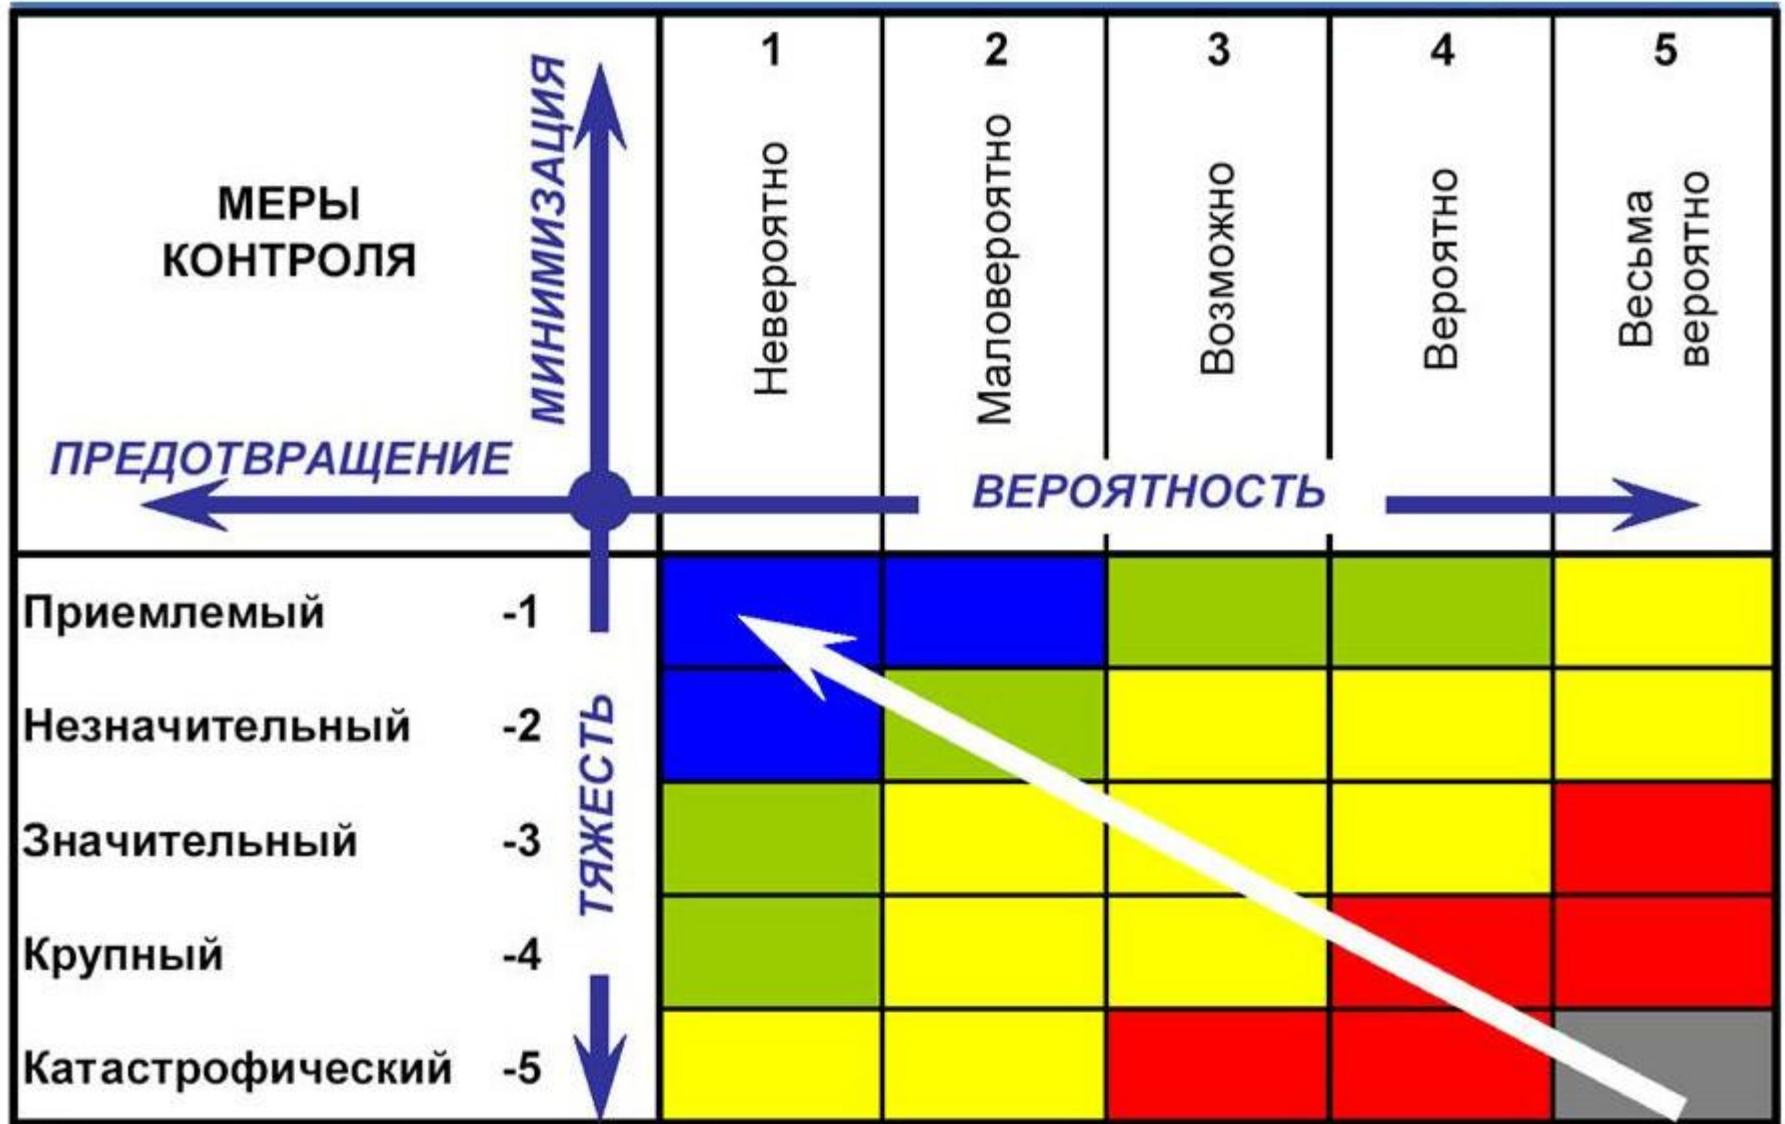 МЕРЫ
КОНТРОЛЯ
МИНИМИЗАЦИЯ
ПРЕДОТВРАЩЕНИЕ
1
2
3
4
5
Невероятно
Маловероятно
Возможно
Вероятно
Весьма
вероятно
ВЕРОЯТНОСТЬ
Приемлемый -1
Незначительный -2
Значительный -3
Крупный -4
Катастрофический -5
ТЯЖЕСТЬ